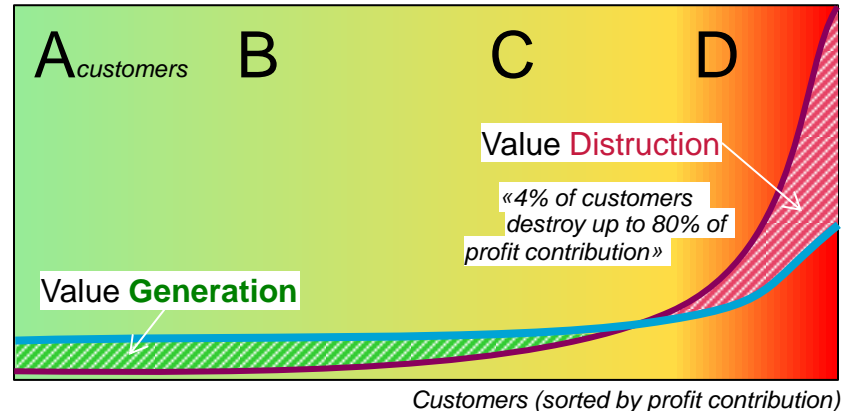 A customers B C D
Value Distruction
«4% of customers
destroy up to 80% of
profit contribution»
Value Generation
Customers (sorted by profit contribution)